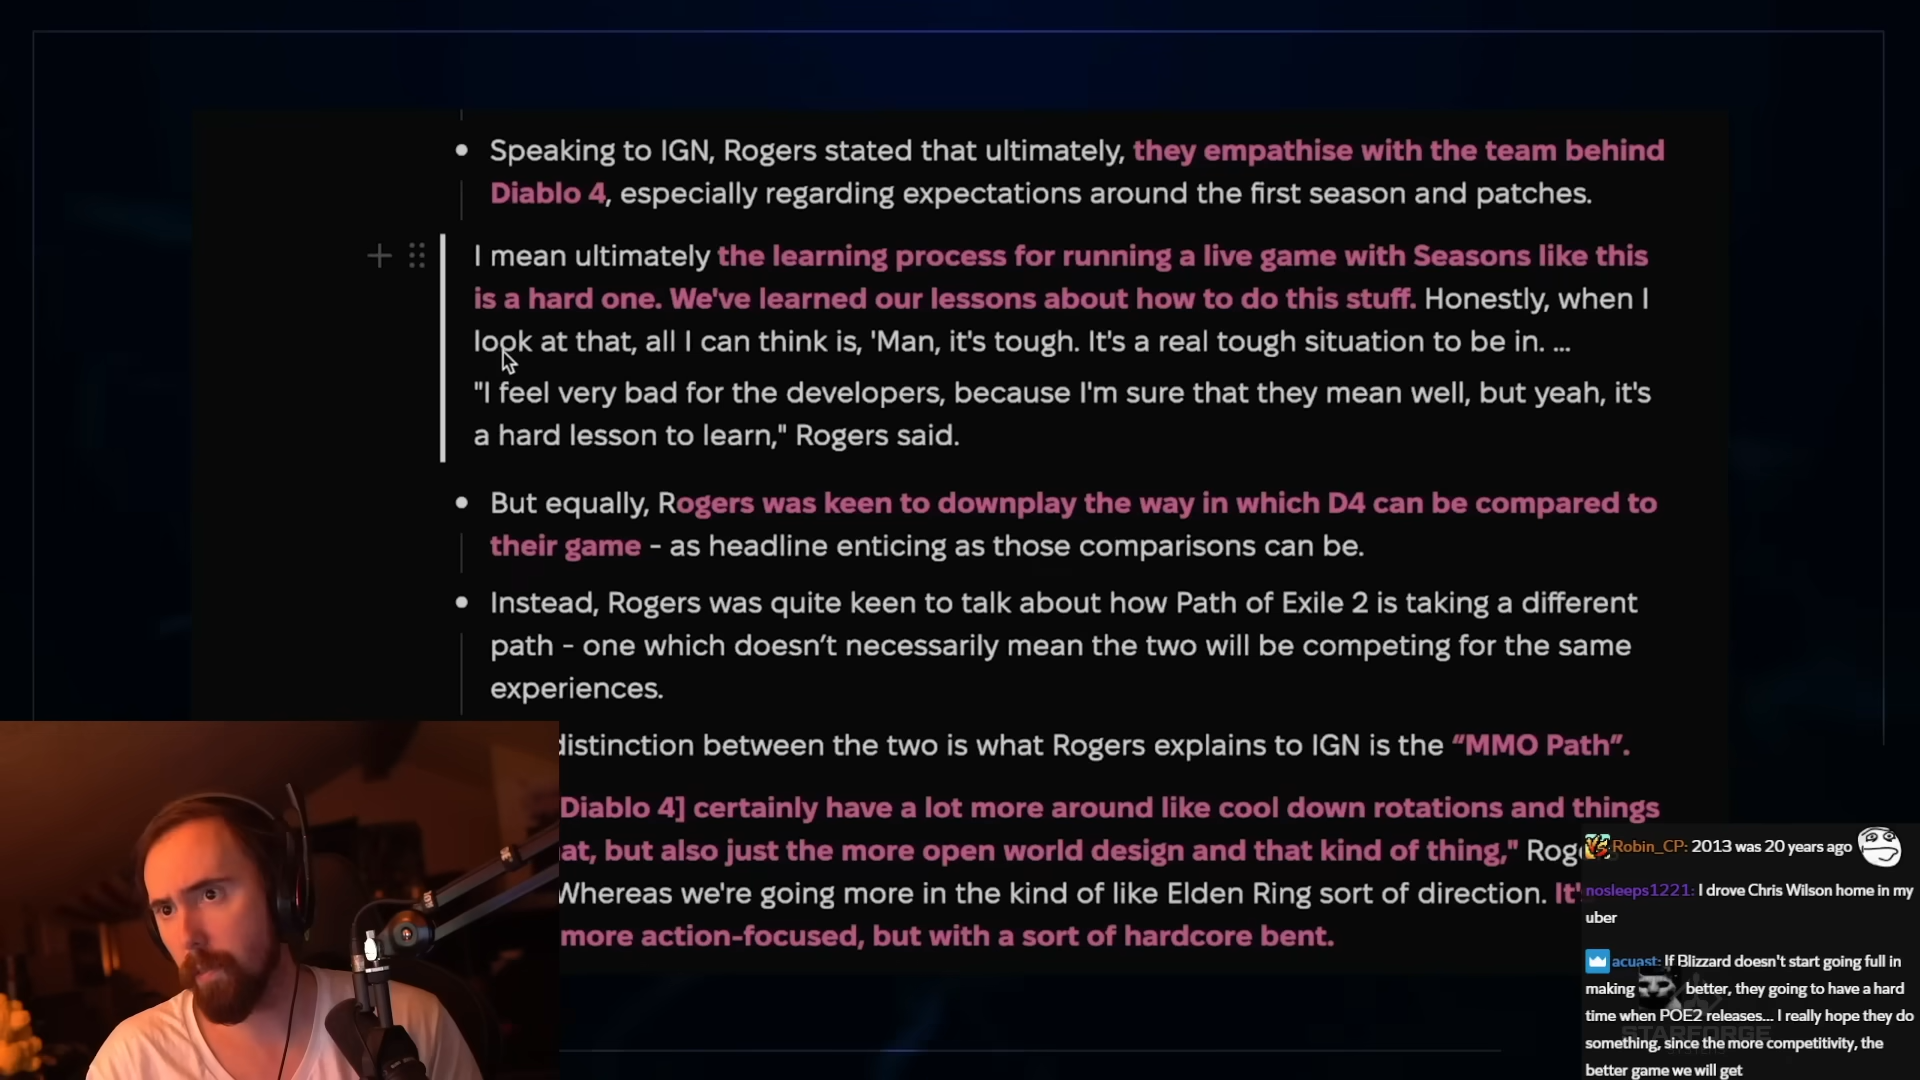 • Speaking to IGN, Rogers stated that ultimately, they empathise with the team behind
Diablo 4, especially regarding expectations around the first season and patches.
I mean ultimately the learning process for running a live game with Seasons like this
is a hard one. We've learned our lessons about how to do this stuff. Honestly, when I
look at that, all I can think is, 'Man, it's tough. It's a real tough situation to be in. ...
"I feel very bad for the developers, because I'm sure that they mean well, but yeah, it's
a hard lesson to learn," Rogers said.
• But equally, Rogers was keen to downplay the way in which D4 can be compared to
their game - as headline enticing as those comparisons can be.
• Instead, Rogers was quite keen to talk about how Path of Exile 2 is taking a different
path - one which doesn’t necessarily mean the two will be competing for the same
experiences.
distinction between the two is what Rogers explains to IGN is the “MMO Path”.
Diablo 4] certainly have a lot more around like cool down rotations and things
at, but also just the more open world design and that kind of thing," Rog
Whereas we're going more in the kind of like Elden Ring sort of direction. It'
more action-focused, but with a sort of hardcore bent.
Robin_CP: 2013 was 20 years ago
nosleeps1221: I drove Chris Wilson home in my
uber
acuast: If Blizzard doesn't start going full in
making better, they going to have a hard
time when POE2 releases... I really hope they do
something, since the more competitivity, the
better game we will get
STARFORGE